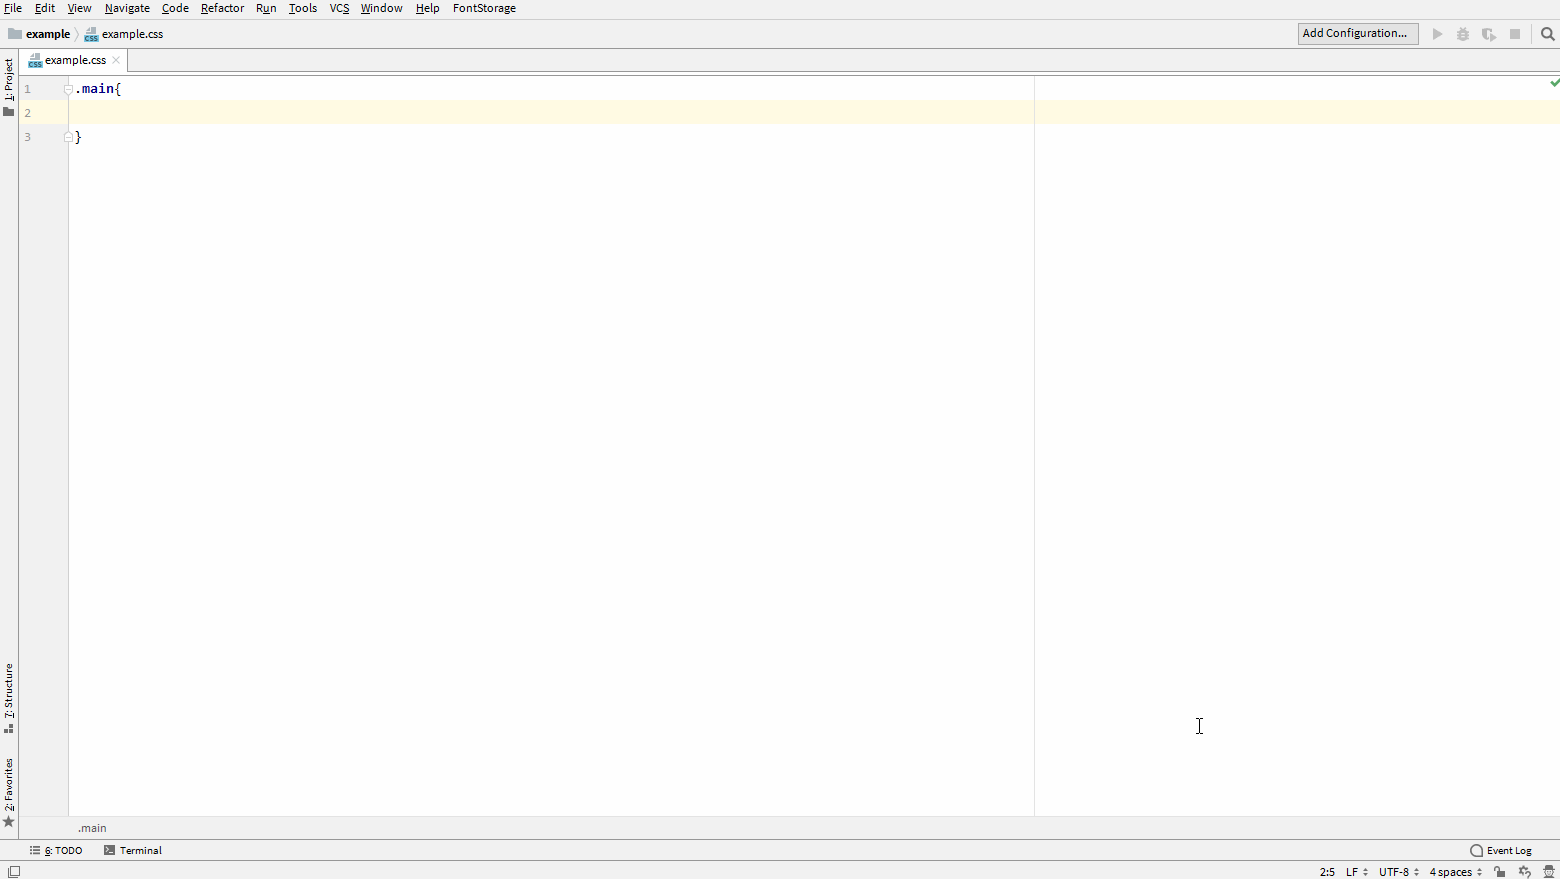 File Edit View Navigate Code Refactor Run Tools VCS Window Help FontStorage
example example.css Add Configuration...
example.css
1: Project
1 .main{
2
3 }
7: Structure
2: Favorites
.main
6: TODO Terminal Event Log
2:5 LF UTF-8 4 spaces